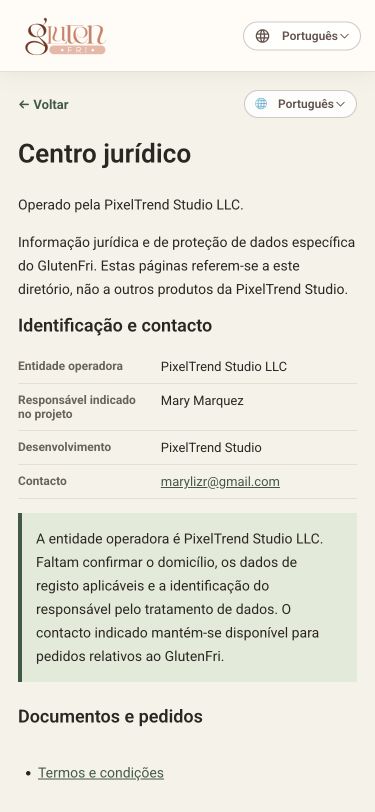 gluten
• FRI •
Português
← Voltar
Português
Centro jurídico
Operado pela PixelTrend Studio LLC.
Informação jurídica e de proteção de dados específica
do GlutenFri. Estas páginas referem-se a este
diretório, não a outros produtos da PixelTrend Studio.
Identificação e contacto
Entidade operadora PixelTrend Studio LLC
Responsável indicado Mary Marquez
no projeto
Desenvolvimento PixelTrend Studio
Contacto marylizr@gmail.com
A entidade operadora é PixelTrend Studio LLC.
Faltam confirmar o domicílio, os dados de
registo aplicáveis e a identificação do
responsável pelo tratamento de dados. O
contacto indicado mantém-se disponível para
pedidos relativos ao GlutenFri.
Documentos e pedidos
• Termos e condições